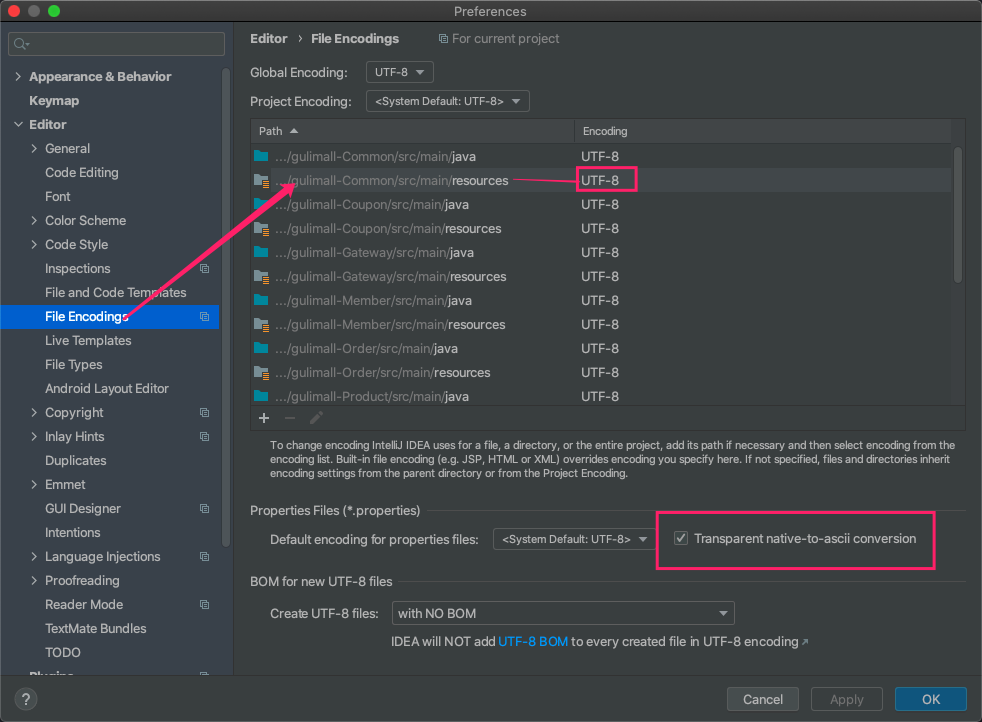 Preferences
Appearance & Behavior
Keymap
Editor
General
Code Editing
Font
Color Scheme
Code Style
Inspections
File and Code Templates
File Encodings
Live Templates
File Types
Android Layout Editor
Copyright
Inlay Hints
Duplicates
Emmet
GUI Designer
Intentions
Language Injections
Proofreading
Reader Mode
TextMate Bundles
TODO
Plugins
Editor › File Encodings For current project
Global Encoding: UTF-8
Project Encoding: <System Default: UTF-8>
Path Encoding
.../gulimall-Common/src/main/java UTF-8
.../gulimall-Common/src/main/resources UTF-8
.../gulimall-Coupon/src/main/java UTF-8
.../gulimall-Coupon/src/main/resources UTF-8
.../gulimall-Gateway/src/main/java UTF-8
.../gulimall-Gateway/src/main/resources UTF-8
.../gulimall-Member/src/main/java UTF-8
.../gulimall-Member/src/main/resources UTF-8
.../gulimall-Order/src/main/java UTF-8
.../gulimall-Order/src/main/resources UTF-8
.../gulimall-Product/src/main/java UTF-8
To change encoding IntelliJ IDEA uses for a file, a directory, or the entire project, add its path if necessary and then select encoding from the
encoding list. Built-in file encoding (e.g. JSP, HTML or XML) overrides encoding you specify here. If not specified, files and directories inherit
encoding settings from the parent directory or from the Project Encoding.
Properties Files (*.properties)
Default encoding for properties files: <System Default: UTF-8> Transparent native-to-ascii conversion
BOM for new UTF-8 files
Create UTF-8 files: with NO BOM
IDEA will NOT add UTF-8 BOM to every created file in UTF-8 encoding ↗
? Cancel Apply OK